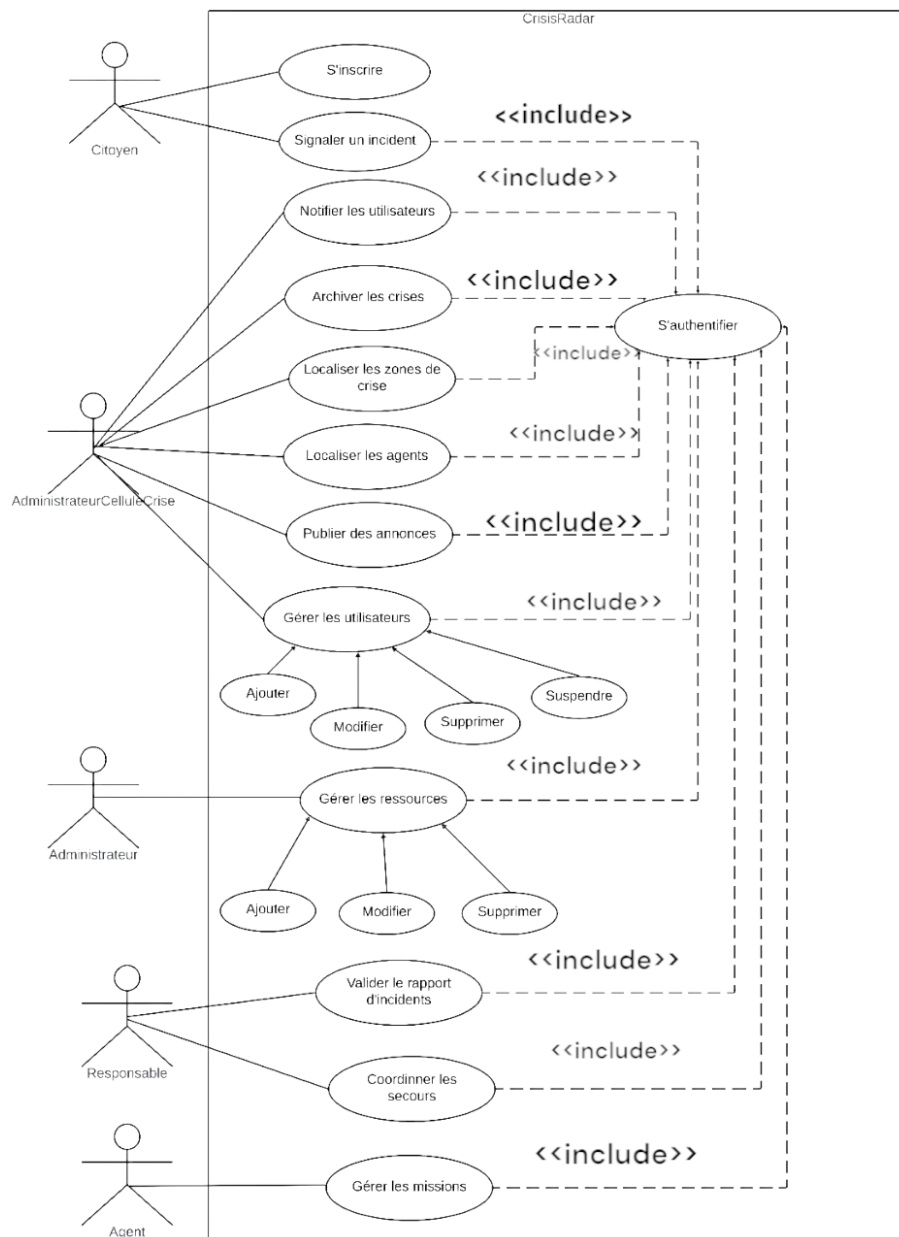 CrisisRadar
S'inscrire
<<include>>
Signaler un incident
Citoyen
<<include>>
Notifier les utilisateurs
<<include>>
Archiver les crises
S'authentifier
<<include>>
Localiser les zones de
crise
<<include>>
Localiser les agents
AdministrateurCelluleCrise
<<include>>
Publier des annonces
<<include>>
Gérer les utilisateurs
Ajouter
Suspendre
Modifier
Supprimer
<<include>>
Gérer les ressources
Administrateur
Ajouter
Modifier
Supprimer
<<include>>
Valider le rapport
d'incidents
Responsable
<<include>>
Coordinner les
secours
<<include>>
Gérer les missions
Agent